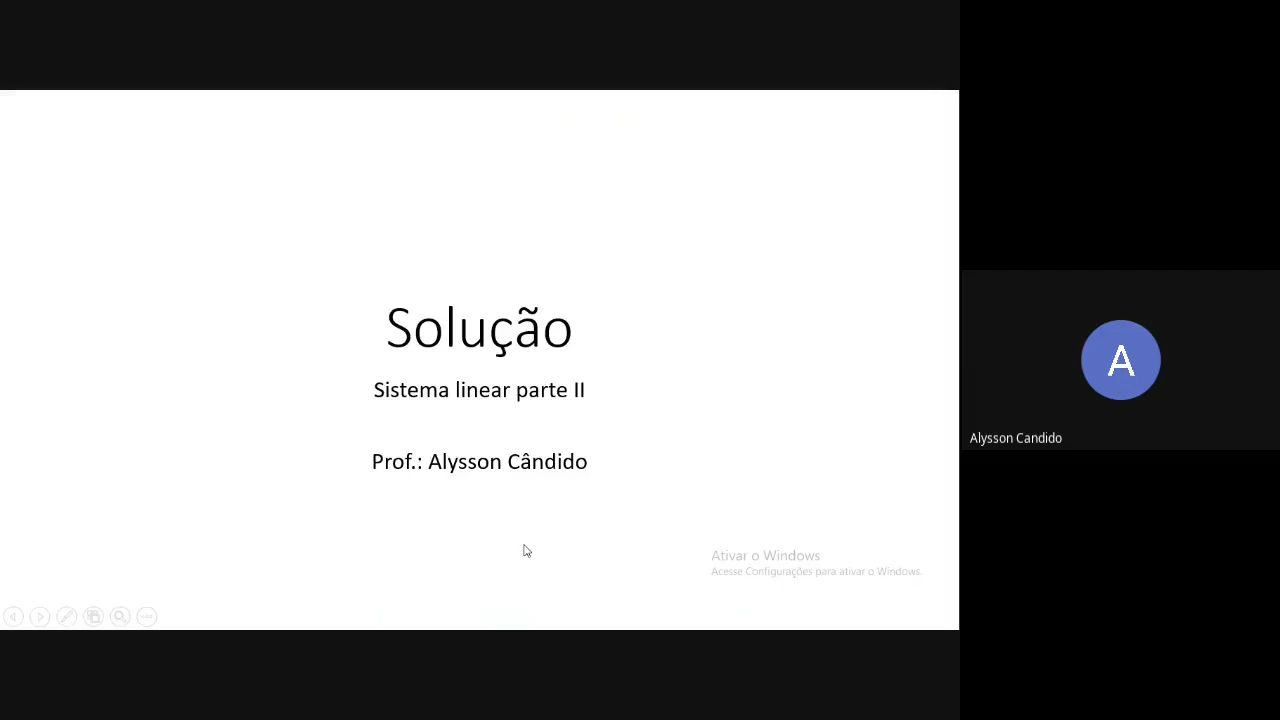 Solução
Sistema linear parte II
Prof.: Alysson Cândido
Ativar o Windows
Acesse Configurações para ativar o Windows.
A
Alysson Candido